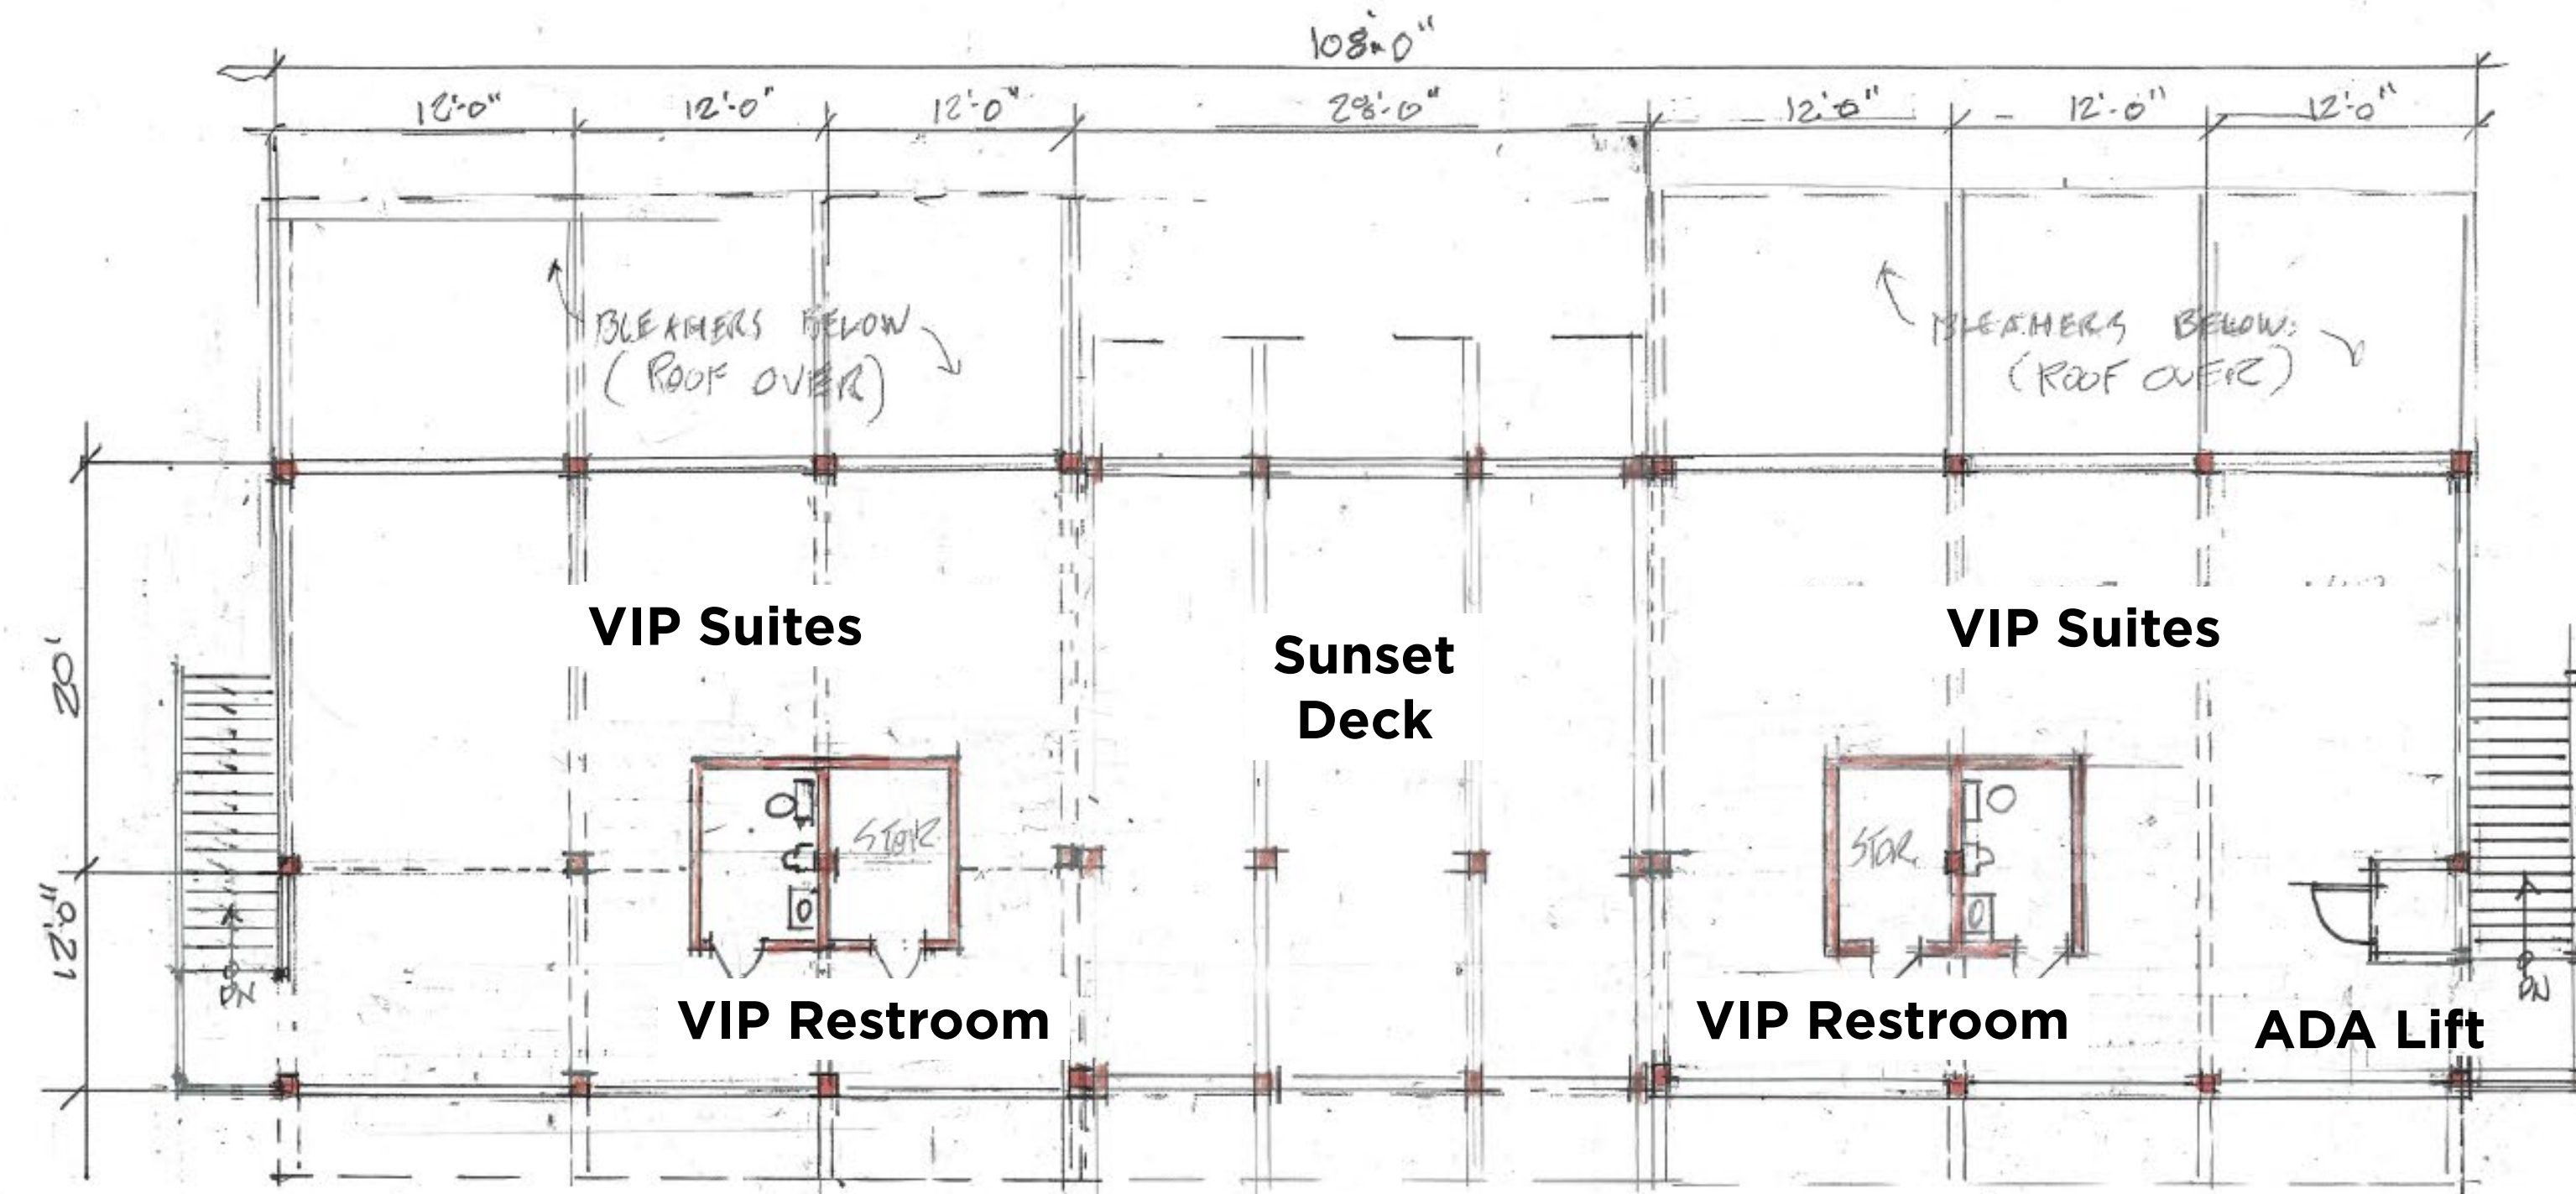 108'-0"
12'-0" 12'-0" 12'-0" 28'-0" 12'-0" 12'-0" 12'-0"
BLEAHERS BELOW
(ROOF OVER)
BLEAHERS BELOW
(ROOF OVER)
VIP Suites
Sunset
Deck
VIP Suites
20'
STOR.
STOR.
12'-0"
DN
DN
VIP Restroom
VIP Restroom
ADA Lift